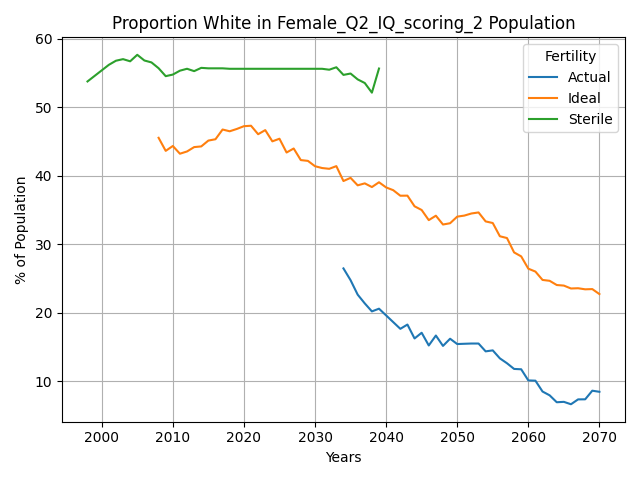 Proportion White in Female_Q2_IQ_scoring_2 Population
Fertility
Actual
Ideal
Sterile
% of Population
60
50
40
30
20
10
2000 2010 2020 2030 2040 2050 2060 2070
Years